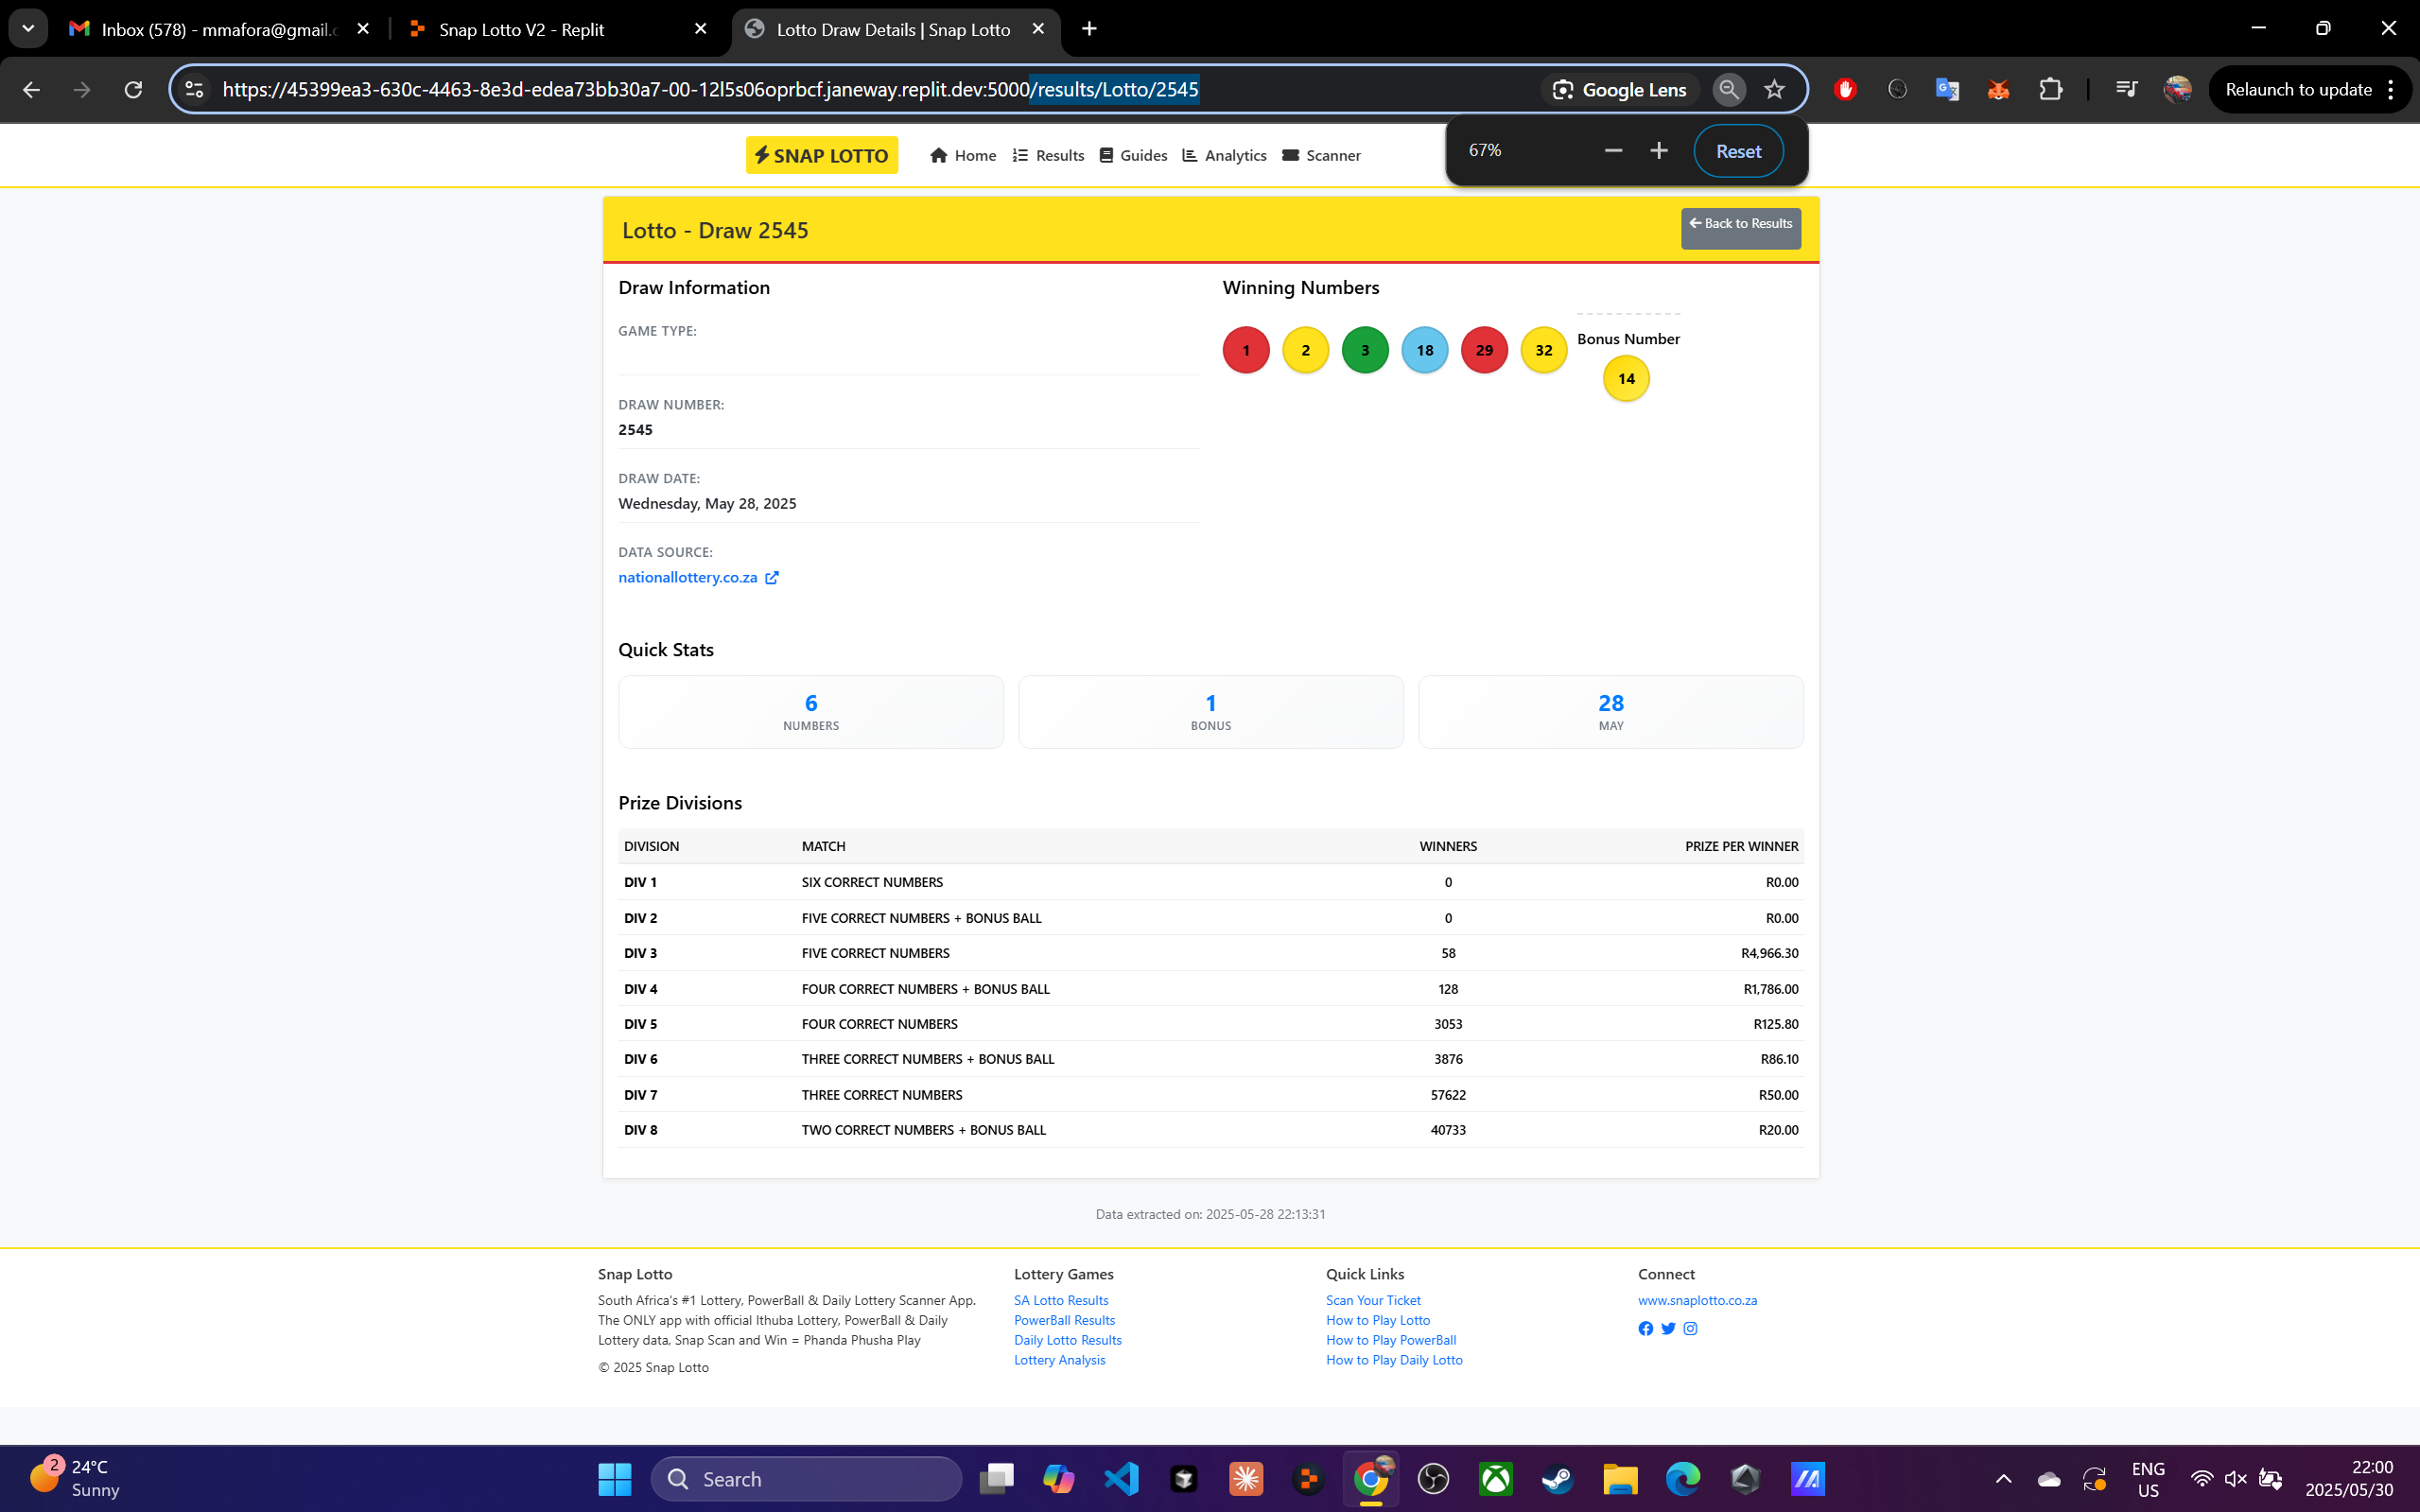 Inbox (578) - mmafora@gmail.c
Snap Lotto V2 - Replit
Lotto Draw Details | Snap Lotto
https://45399ea3-630c-4463-8e3d-edea73bb30a7-00-12l5s06oprbcf.janeway.replit.dev:5000/results/Lotto/2545
Google Lens
Relaunch to update
67%
Reset
SNAP LOTTO
Home
Results
Guides
Analytics
Scanner
Lotto - Draw 2545
Back to Results
Draw Information
GAME TYPE:
DRAW NUMBER:
2545
DRAW DATE:
Wednesday, May 28, 2025
DATA SOURCE:
nationallottery.co.za
Winning Numbers
1 2 3 18 29 32
Bonus Number
14
Quick Stats
6
NUMBERS
1
BONUS
28
MAY
Prize Divisions
DIVISION MATCH WINNERS PRIZE PER WINNER
DIV 1 SIX CORRECT NUMBERS 0 R0.00
DIV 2 FIVE CORRECT NUMBERS + BONUS BALL 0 R0.00
DIV 3 FIVE CORRECT NUMBERS 58 R4,966.30
DIV 4 FOUR CORRECT NUMBERS + BONUS BALL 128 R1,786.00
DIV 5 FOUR CORRECT NUMBERS 3053 R125.80
DIV 6 THREE CORRECT NUMBERS + BONUS BALL 3876 R86.10
DIV 7 THREE CORRECT NUMBERS 57622 R50.00
DIV 8 TWO CORRECT NUMBERS + BONUS BALL 40733 R20.00
Data extracted on: 2025-05-28 22:13:31
Snap Lotto
South Africa's #1 Lottery, PowerBall & Daily Lottery Scanner App.
The ONLY app with official Ithuba Lottery, PowerBall & Daily
Lottery data, Snap Scan and Win = Phanda Phusha Play
© 2025 Snap Lotto
Lottery Games
SA Lotto Results
PowerBall Results
Daily Lotto Results
Lottery Analysis
Quick Links
Scan Your Ticket
How to Play Lotto
How to Play PowerBall
How to Play Daily Lotto
Connect
www.snaplotto.co.za
2
24°C
Sunny
Search
ENG
US
22:00
2025/05/30